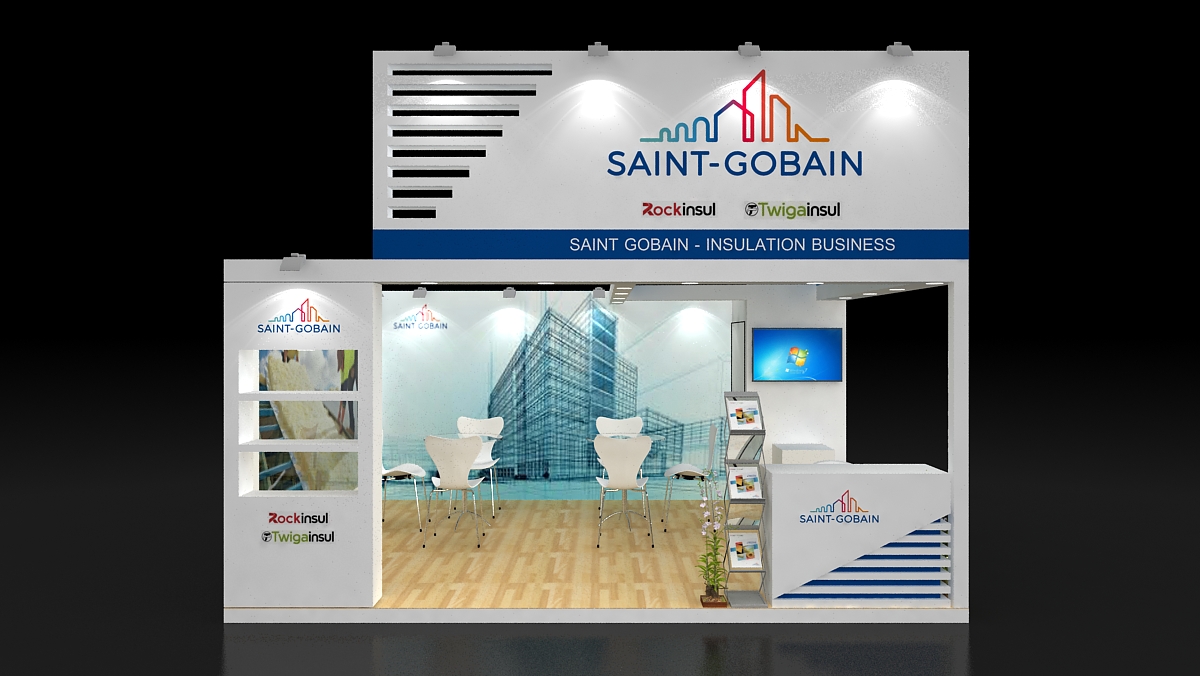 SAINT-GOBAIN
Rockinsul Twigainsul
SAINT GOBAIN - INSULATION BUSINESS
SAINT-GOBAIN
Rockinsul
Twigainsul
SAINT-GOBAIN
SAINT-GOBAIN